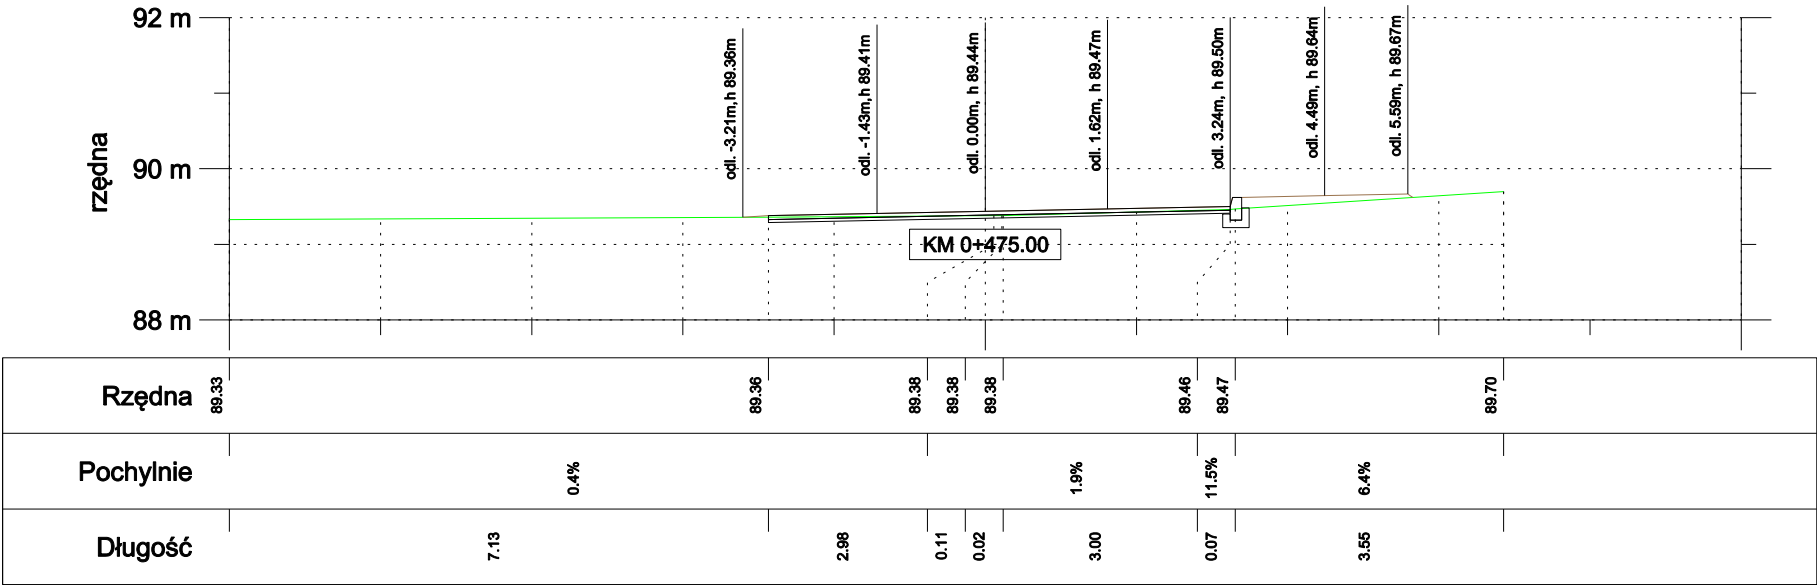 92 m
90 m
88 m
rzędna
odl. -3.21m,h 89.36m
odl. -1.43m,h 89.41m
odl. 0.00m, h 89.44m
odl. 1.62m, h 89.47m
odl. 3.24m, h 89.50m
odl. 4.49m, h 89.64m
odl. 5.59m, h 89.67m
KM 0+475.00
Rzędna 89.33 89.36 89.38 89.38 89.38 89.46 89.47 89.70
Pochylnie 0.4% 1.9% 11.5% 6.4%
Długość 7.13 2.98 0.11 0.02 3.00 0.07 3.55